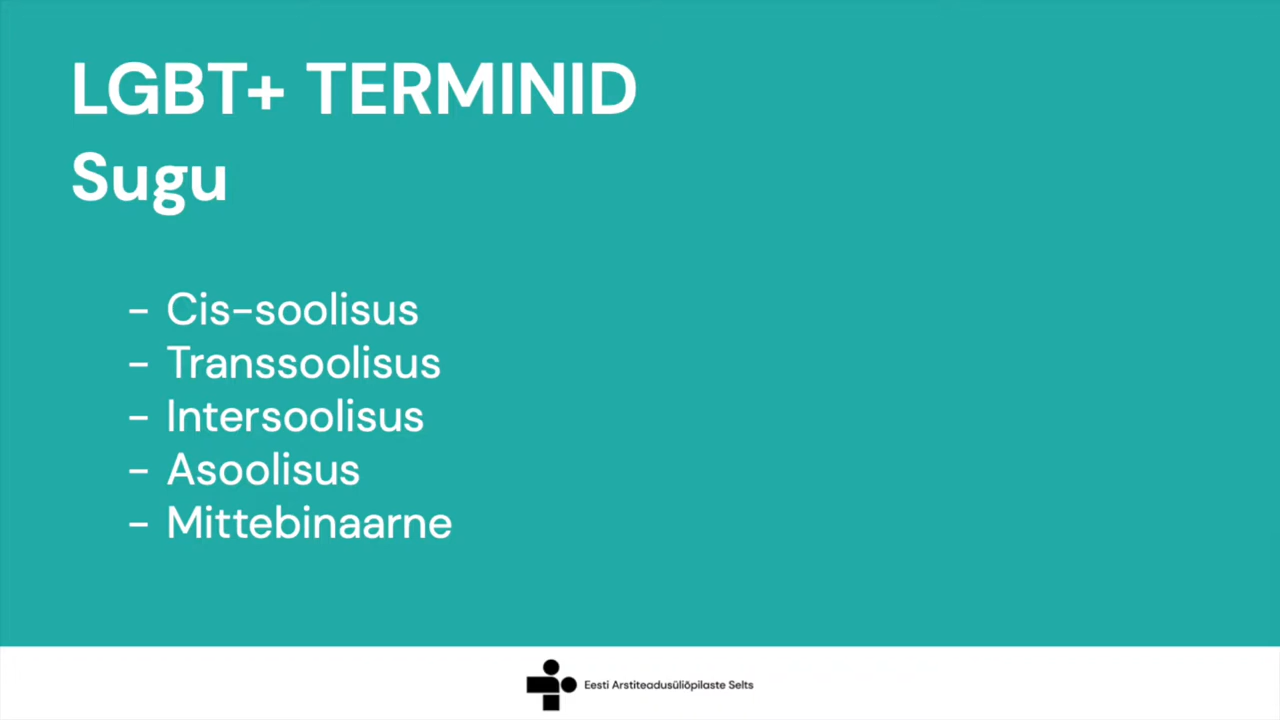 LGBT+ TERMINID
Sugu
- Cis-soolisus
- Transsoolisus
- Intersoolisus
- Asoolisus
- Mittebinaarne
Eesti Arstiteadusüliõpilaste Selts